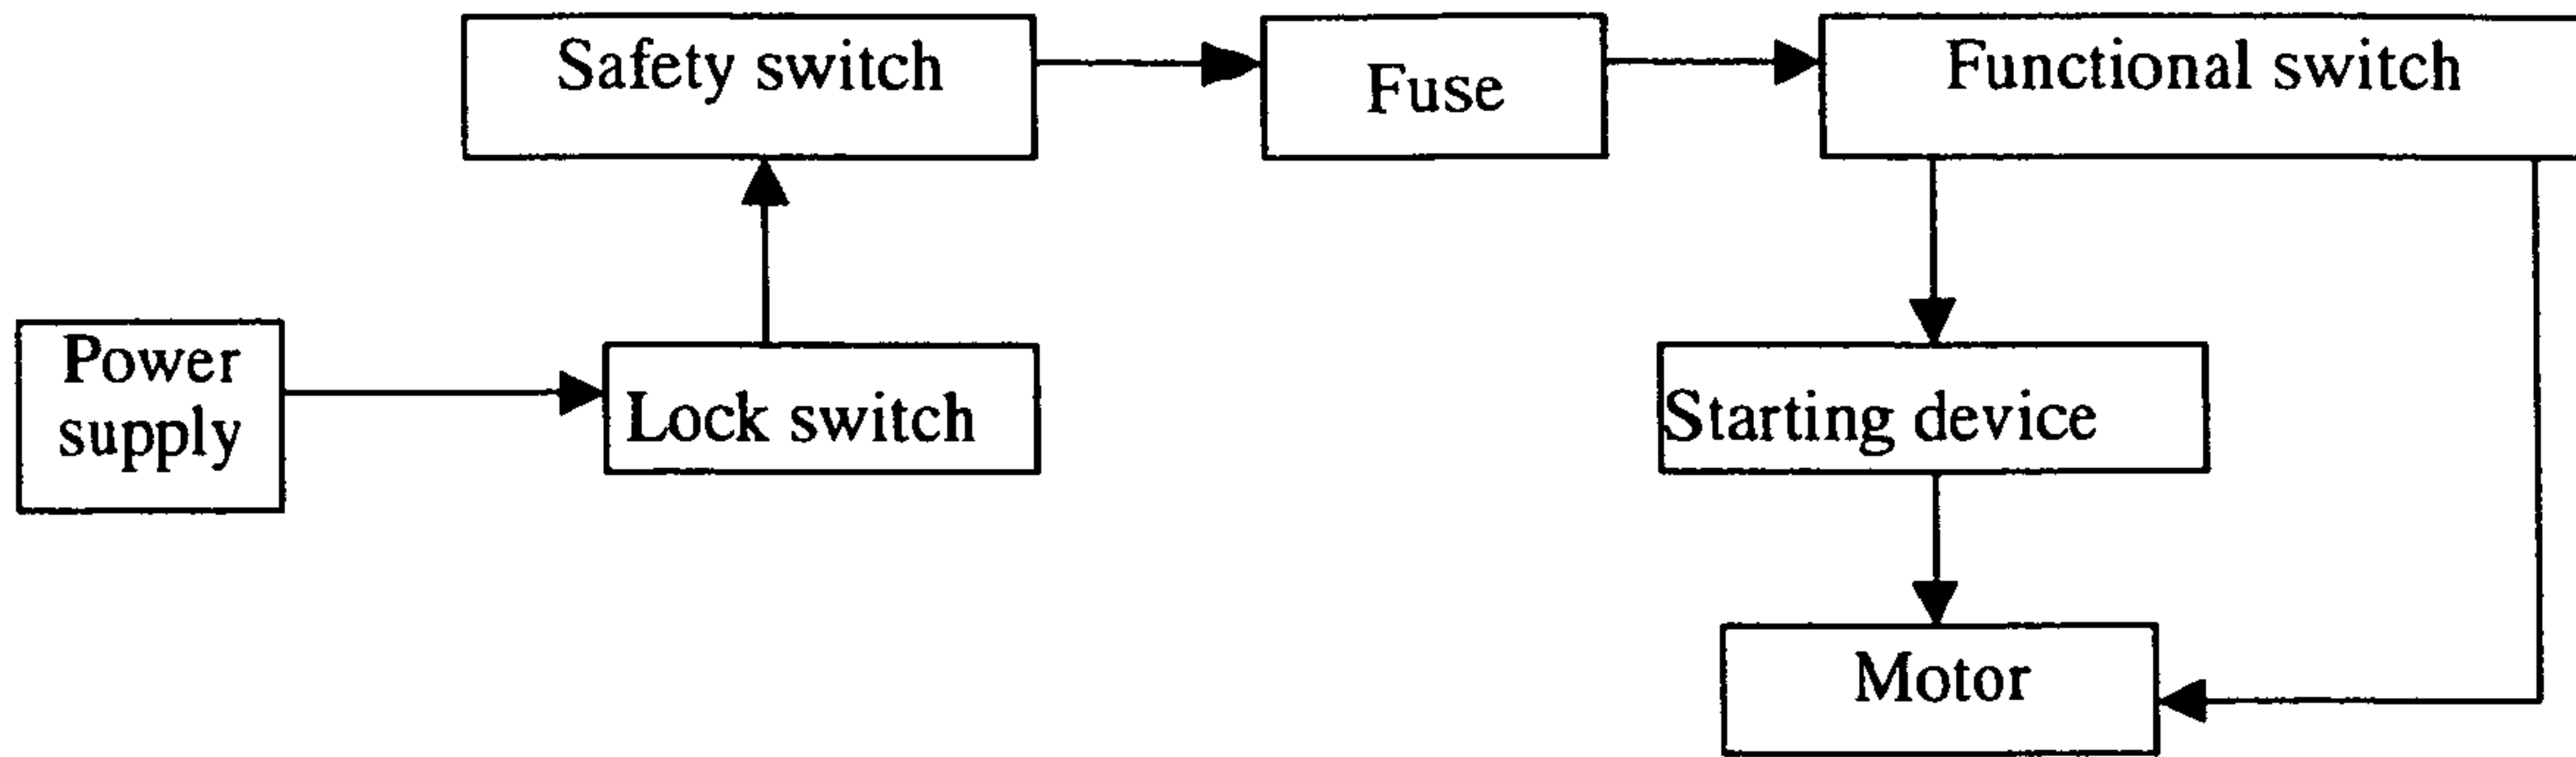 Safety switch
Fuse
Functional switch
Power
supply
Lock switch
Starting device
Motor